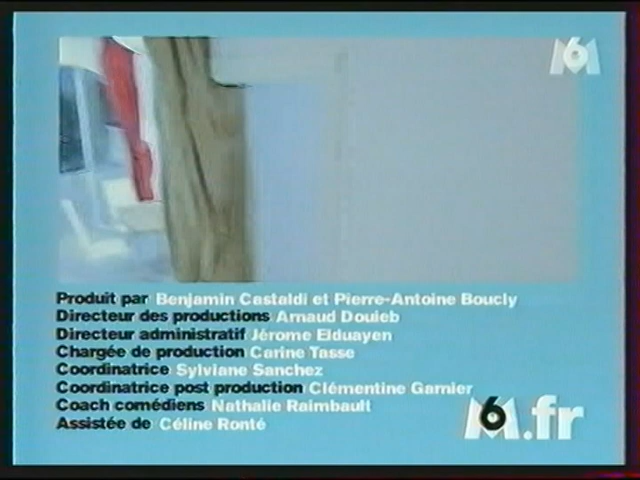 M6
Produit par Benjamin Castaldi et Pierre-Antoine Boucly
Directeur des productions Arnaud Douieb
Directeur administratif Jérome Elduayen
Chargée de production Carine Tasse
Coordinatrice Sylviane Sanchez
Coordinatrice post production Clémentine Garnier
Coach comédiens Nathalie Raimbault
Assistée de Céline Ronté
M6.fr